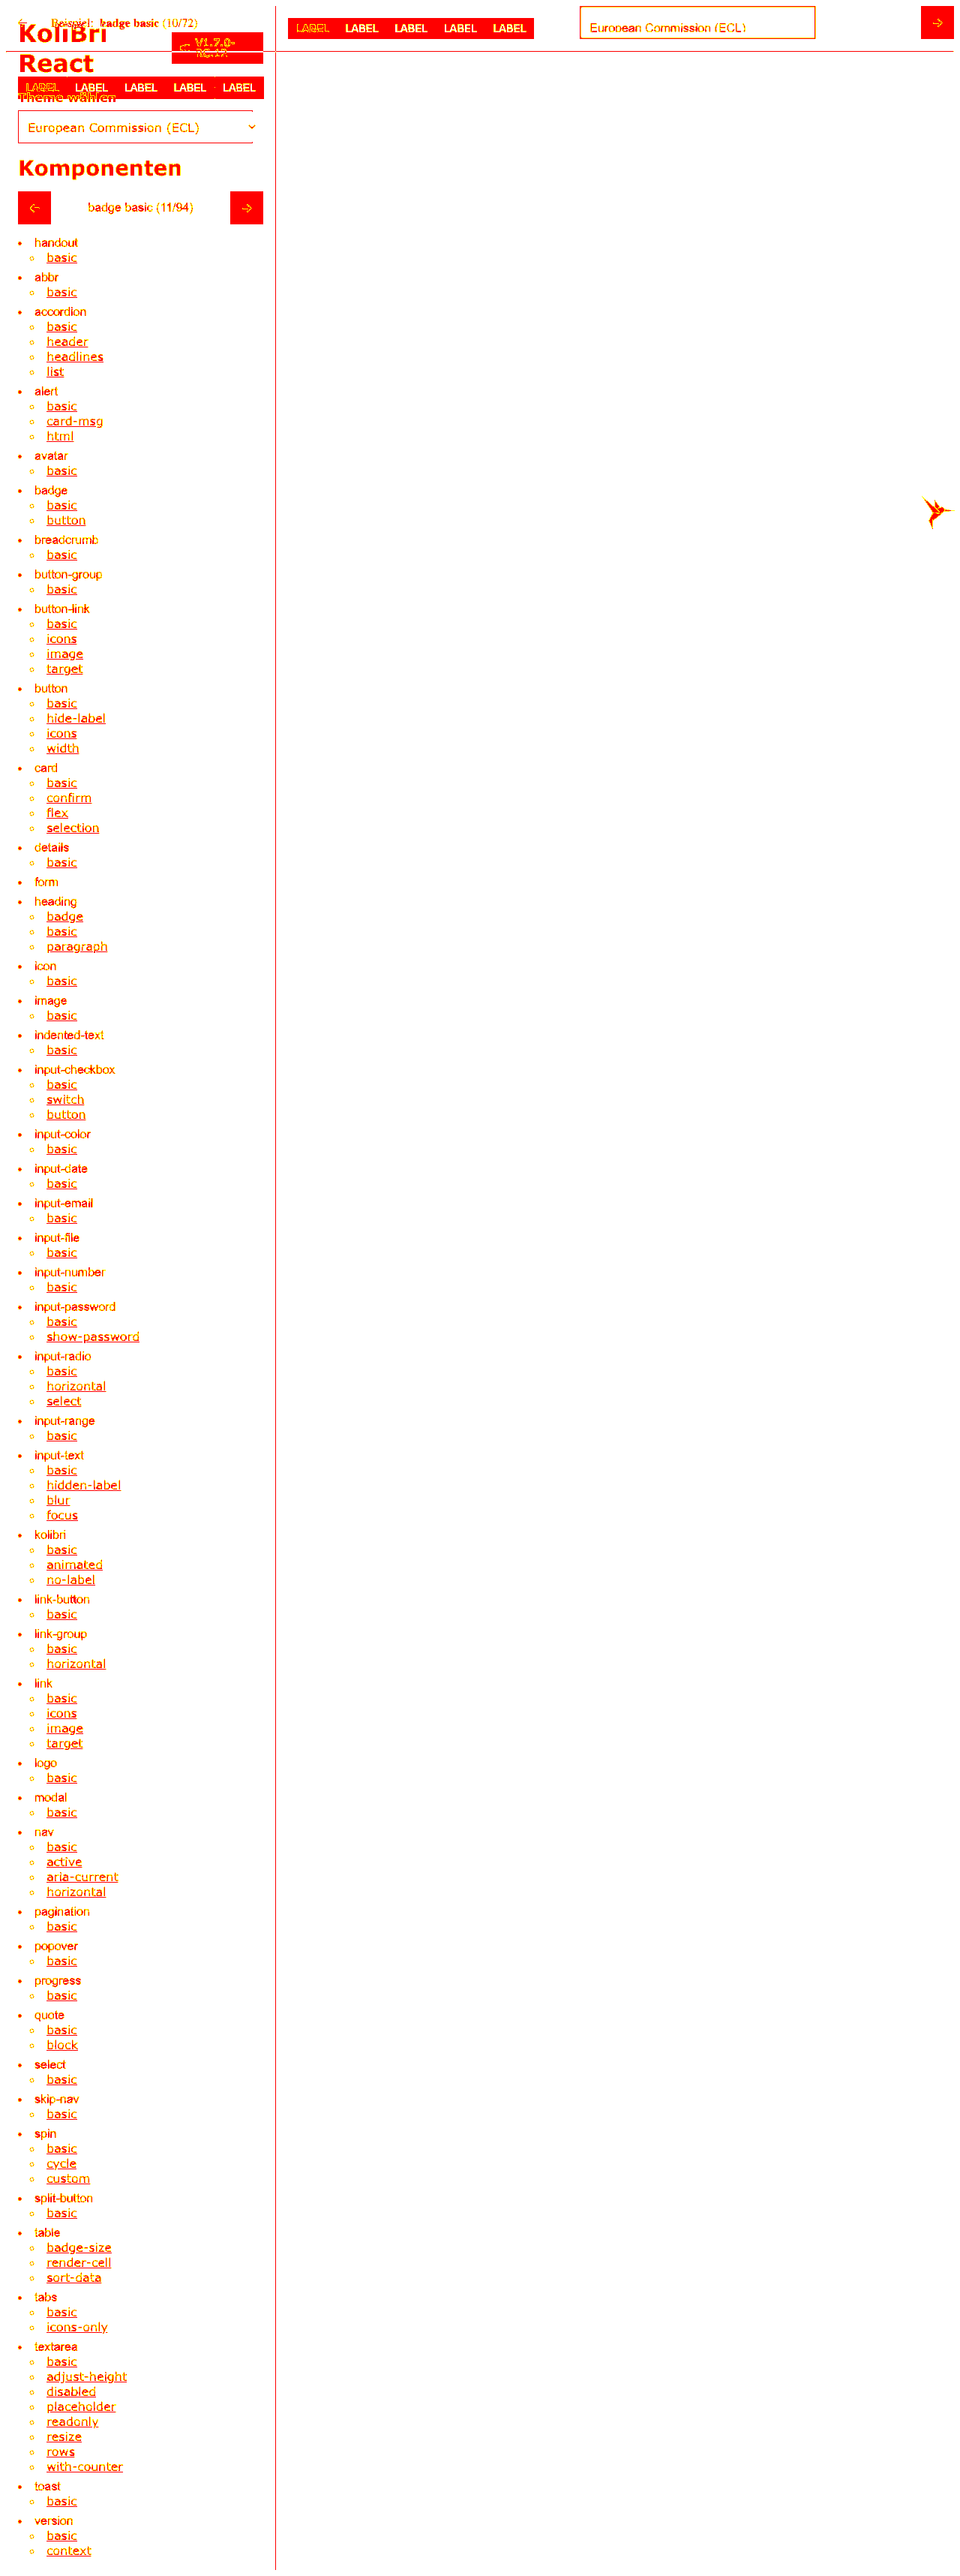 Beispiel: badge basic (10/72)
KoliBri
React
V1.7.0-
LABEL LABEL LABEL LABEL LABEL
Theme wählen
European Commission (ECL)
Komponenten
badge basic (11/94)
handout
basic
abbr
basic
accordion
basic
header
headlines
list
alert
basic
card-msg
html
avatar
basic
badge
basic
button
breadcrumb
basic
button-group
basic
button-link
basic
icons
image
target
button
basic
hide-label
icons
width
card
basic
confirm
flex
selection
details
basic
form
heading
badge
basic
paragraph
icon
basic
image
basic
indented-text
basic
input-checkbox
basic
switch
button
input-color
basic
input-date
basic
input-email
basic
input-file
basic
input-number
basic
input-password
basic
show-password
input-radio
basic
horizontal
select
input-range
basic
input-text
basic
hidden-label
blur
focus
kolibri
basic
animated
no-label
link-button
basic
link-group
basic
horizontal
link
basic
icons
image
target
logo
basic
modal
basic
nav
basic
active
aria-current
horizontal
pagination
basic
popover
basic
progress
basic
quote
basic
block
select
basic
skip-nav
basic
spin
basic
cycle
custom
split-button
basic
table
badge-size
render-cell
sort-data
tabs
basic
icons-only
textarea
basic
adjust-height
disabled
placeholder
readonly
resize
rows
with-counter
toast
basic
version
basic
context
LABEL LABEL LABEL LABEL LABEL
European Commission (ECL)